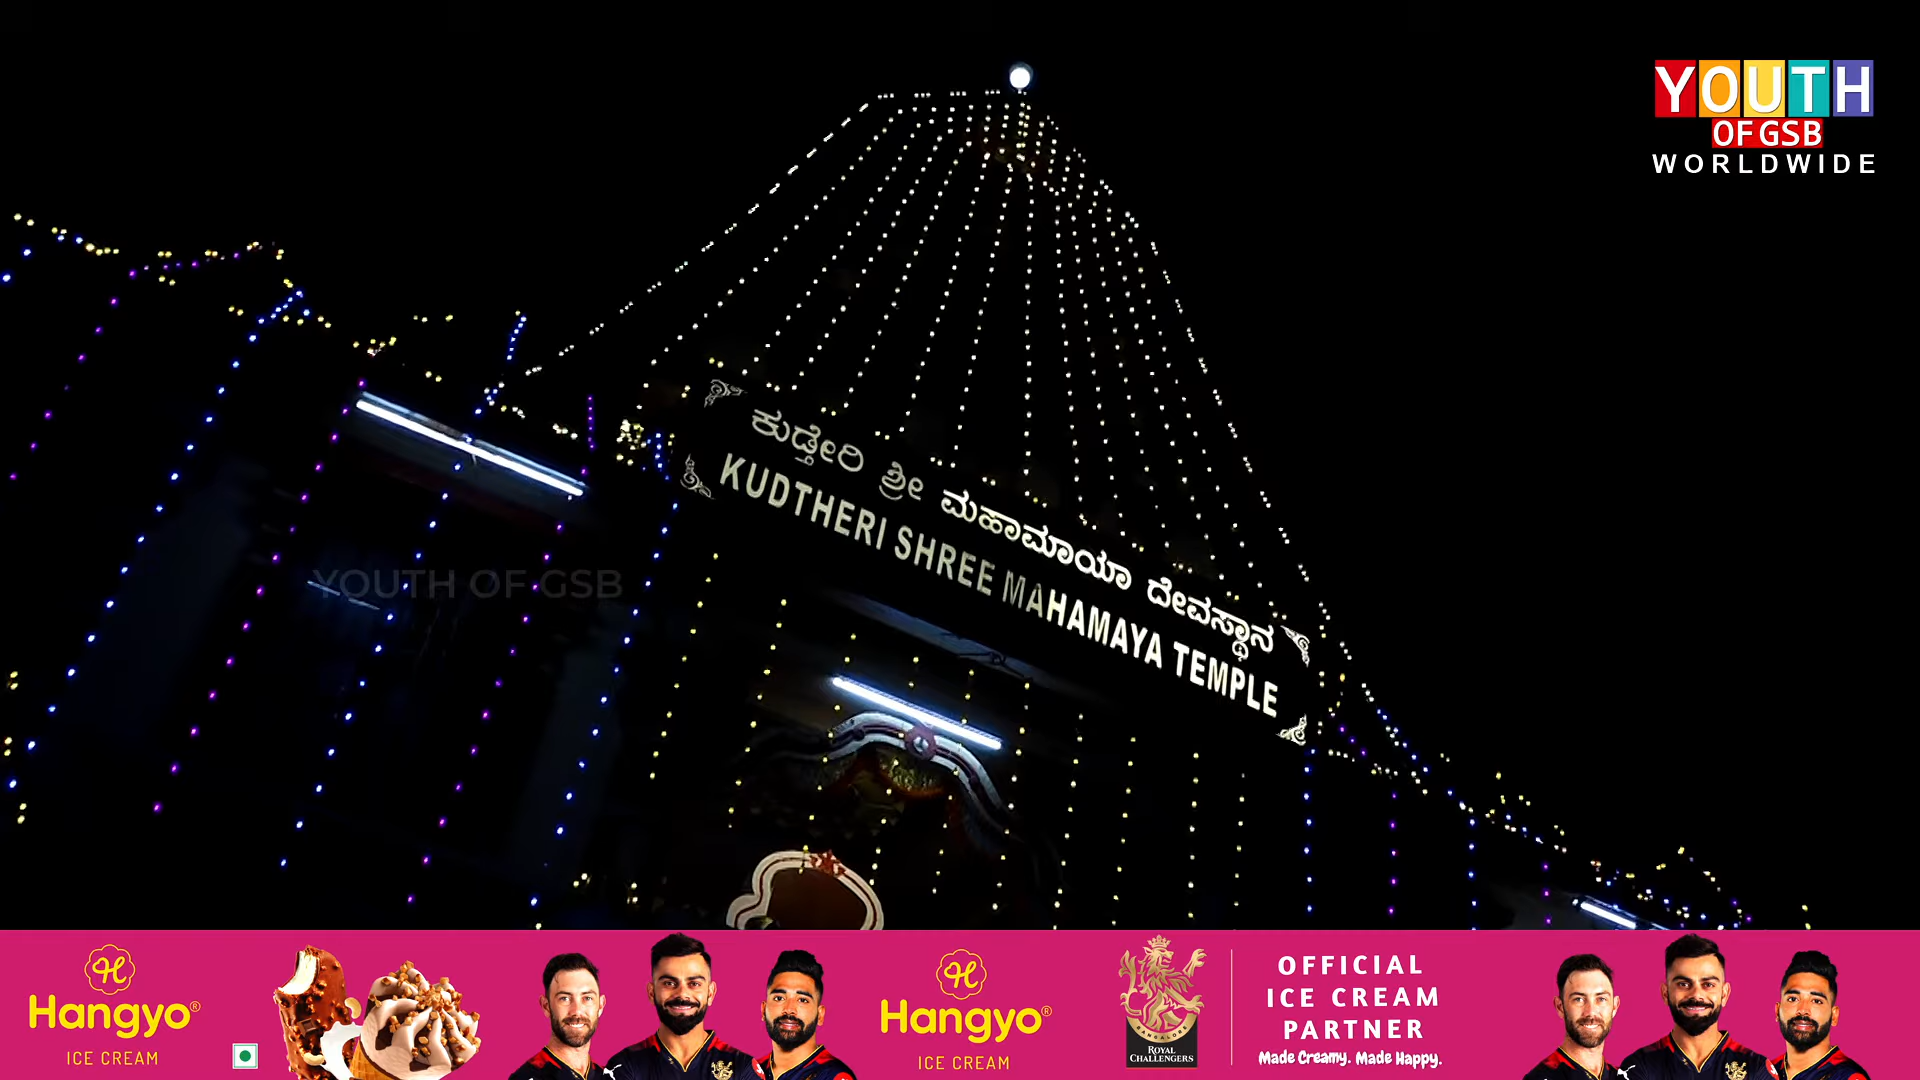 YOUTH
OF GSB
WORLDWIDE
ಕುಡ್ತೇರಿ ಶ್ರೀ ಮಹಾಮಾಯಾ ದೇವಸ್ಥಾನ
KUDTHERI SHREE MAHAMAYA TEMPLE
YOUTH OF GSB
H
Hangyo®
ICE CREAM
H
Hangyo®
ICE CREAM
BANGALORE
ROYAL
CHALLENGERS
OFFICIAL
ICE CREAM
PARTNER
Made Creamy. Made Happy.